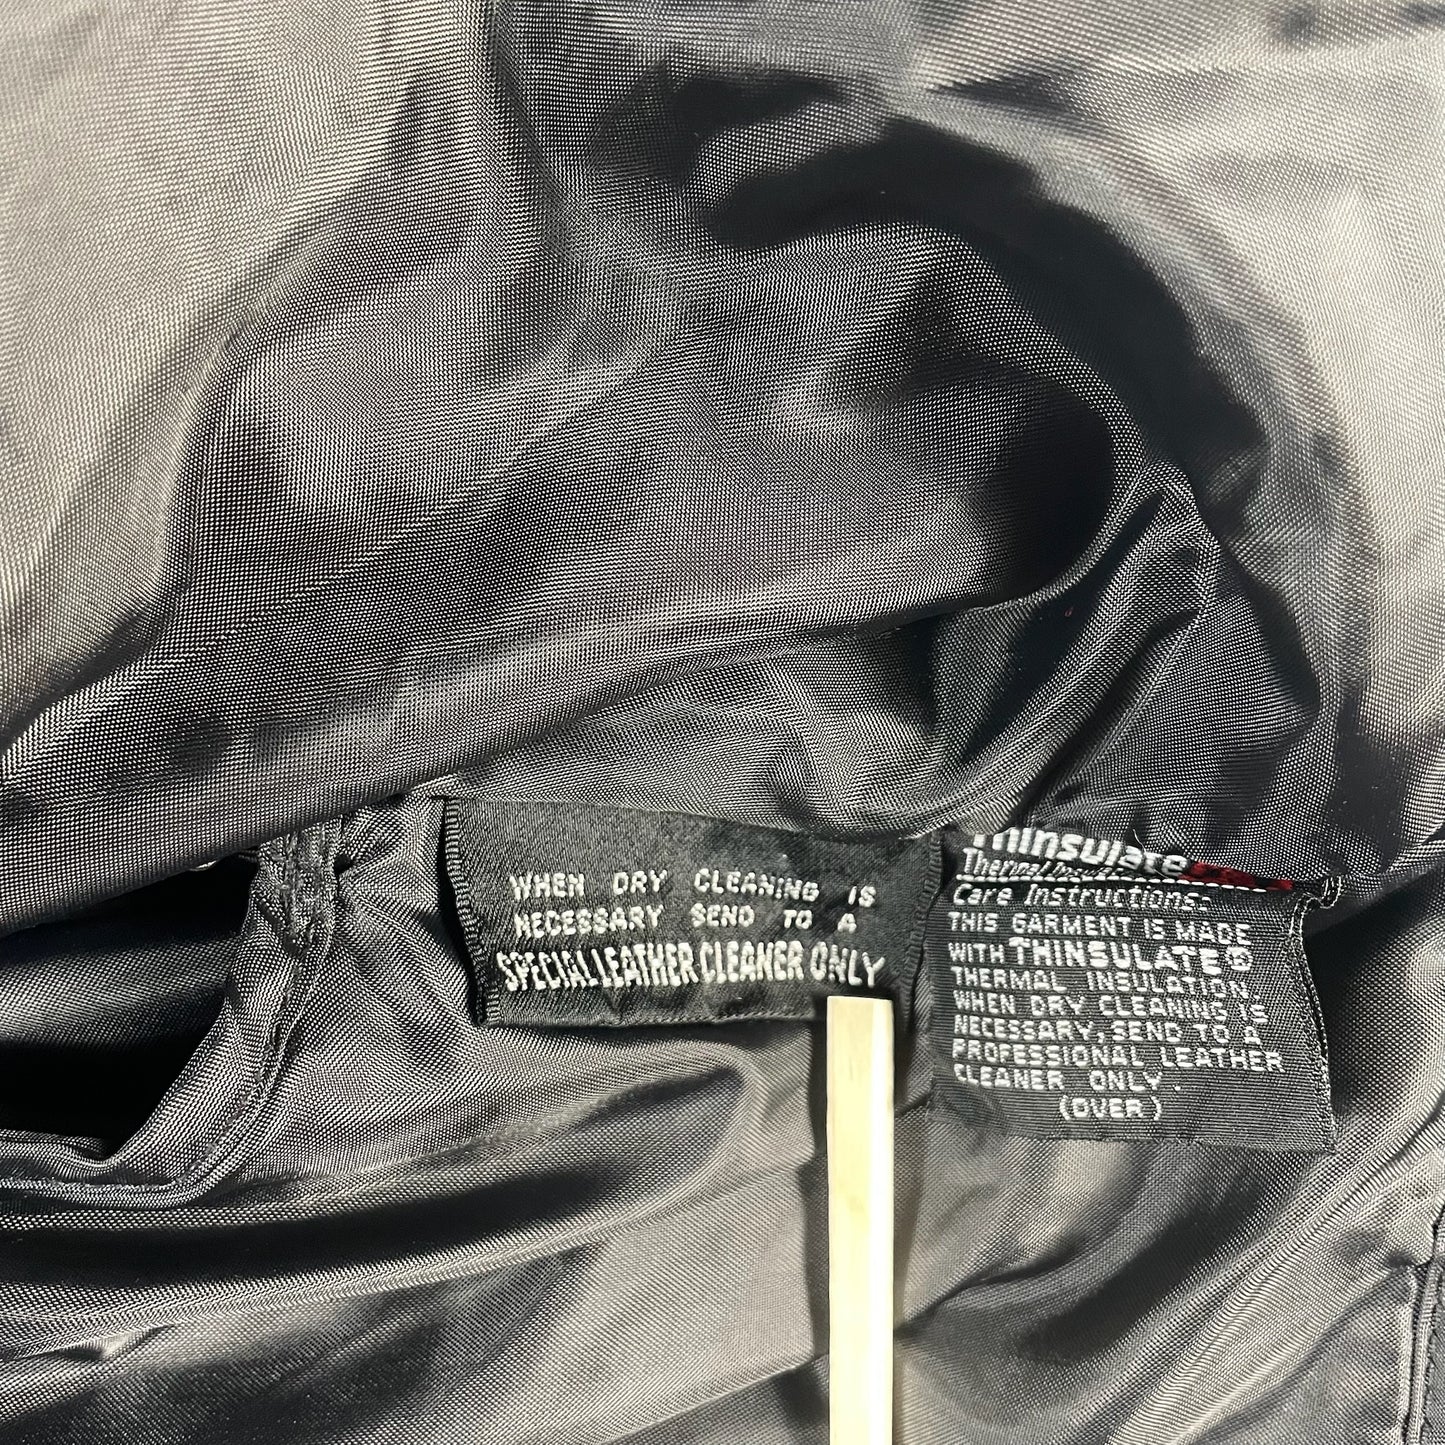 WHEN DRY CLEANING IS
NECESSARY SEND TO A
SPECIAL LEATHER CLEANER ONLY
Thinsulate
Thermal
Care Instructions-
THIS GARMENT IS MADE
WITH THINSULATE®
THERMAL INSULATION.
WHEN DRY CLEANING IS
NECESSARY, SEND TO A
PROFESSIONAL LEATHER
CLEANER ONLY.
(OVER)